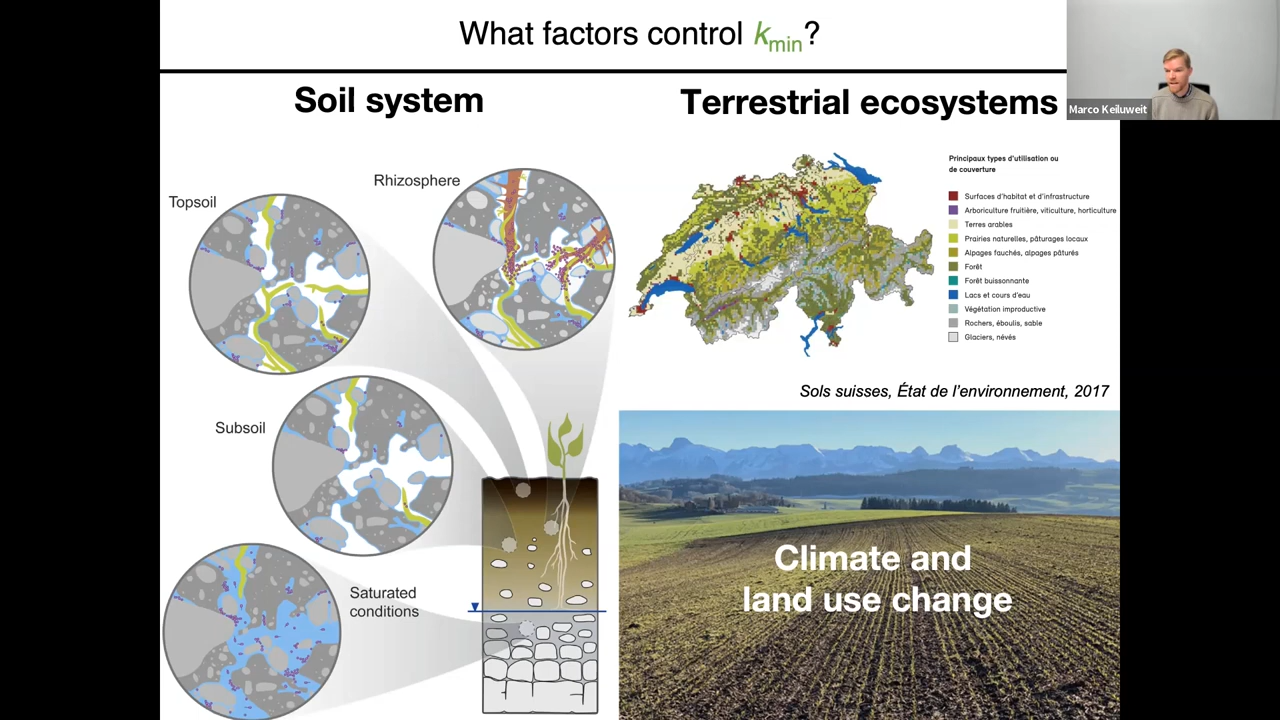 What factors control kmin?
Marco Keiluweit
Soil system
Terrestrial ecosystems
Rhizosphere
Topsoil
Subsoil
Saturated
conditions
Principaux types d'utilisation ou
de couverture
Surfaces d'habitat et d'infrastructure
Arboriculture fruitière, viticulture, horticulture
Terres arables
Prairies naturelles, pâturages locaux
Alpages fauchés, alpages pâturés
Forêt
Forêt buissonnante
Lacs et cours d'eau
Végétation improductive
Rochers, éboulis, sable
Glaciers, névés
Sols suisses, État de l'environnement, 2017
Climate and
land use change